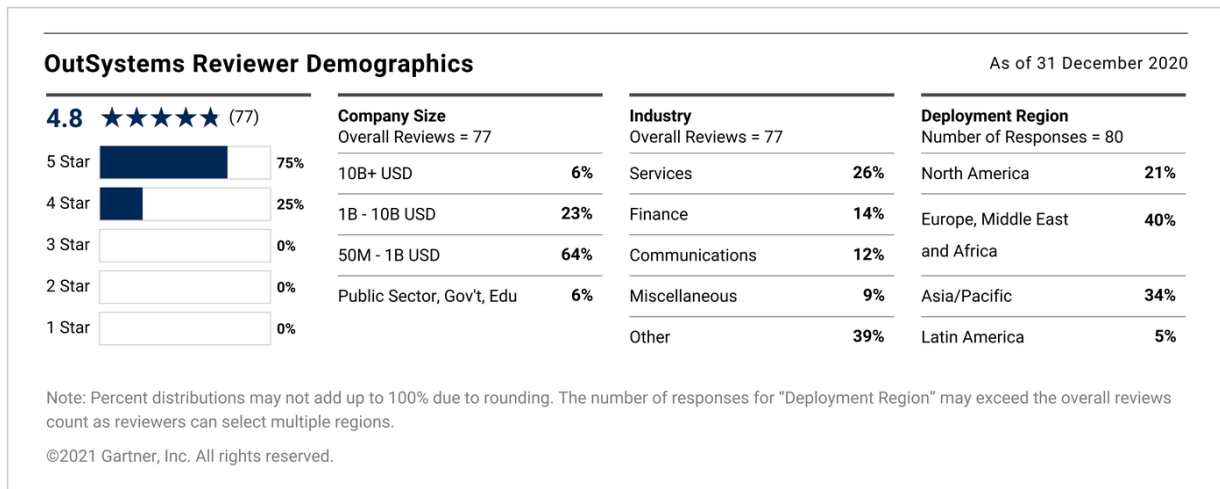 OutSystems Reviewer Demographics
As of 31 December 2020
4.8 ★★★★★ (77)
5 Star 75%
4 Star 25%
3 Star 0%
2 Star 0%
1 Star 0%
Company Size
Overall Reviews = 77
10B+ USD 6%
1B - 10B USD 23%
50M - 1B USD 64%
Public Sector, Gov't, Edu 6%
Industry
Overall Reviews = 77
Services 26%
Finance 14%
Communications 12%
Miscellaneous 9%
Other 39%
Deployment Region
Number of Responses = 80
North America 21%
Europe, Middle East 40%
and Africa
Asia/Pacific 34%
Latin America 5%
Note: Percent distributions may not add up to 100% due to rounding. The number of responses for “Deployment Region” may exceed the overall reviews
count as reviewers can select multiple regions.
©2021 Gartner, Inc. All rights reserved.